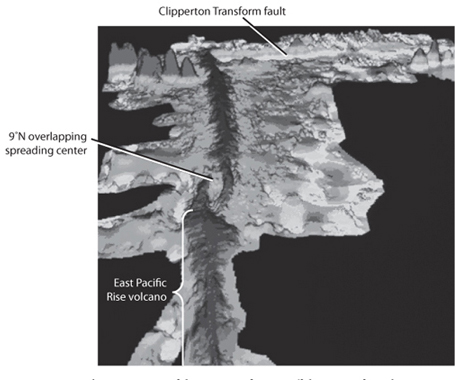 Clipperton Transform fault
9°N overlapping
spreading center
East Pacific
Rise volcano